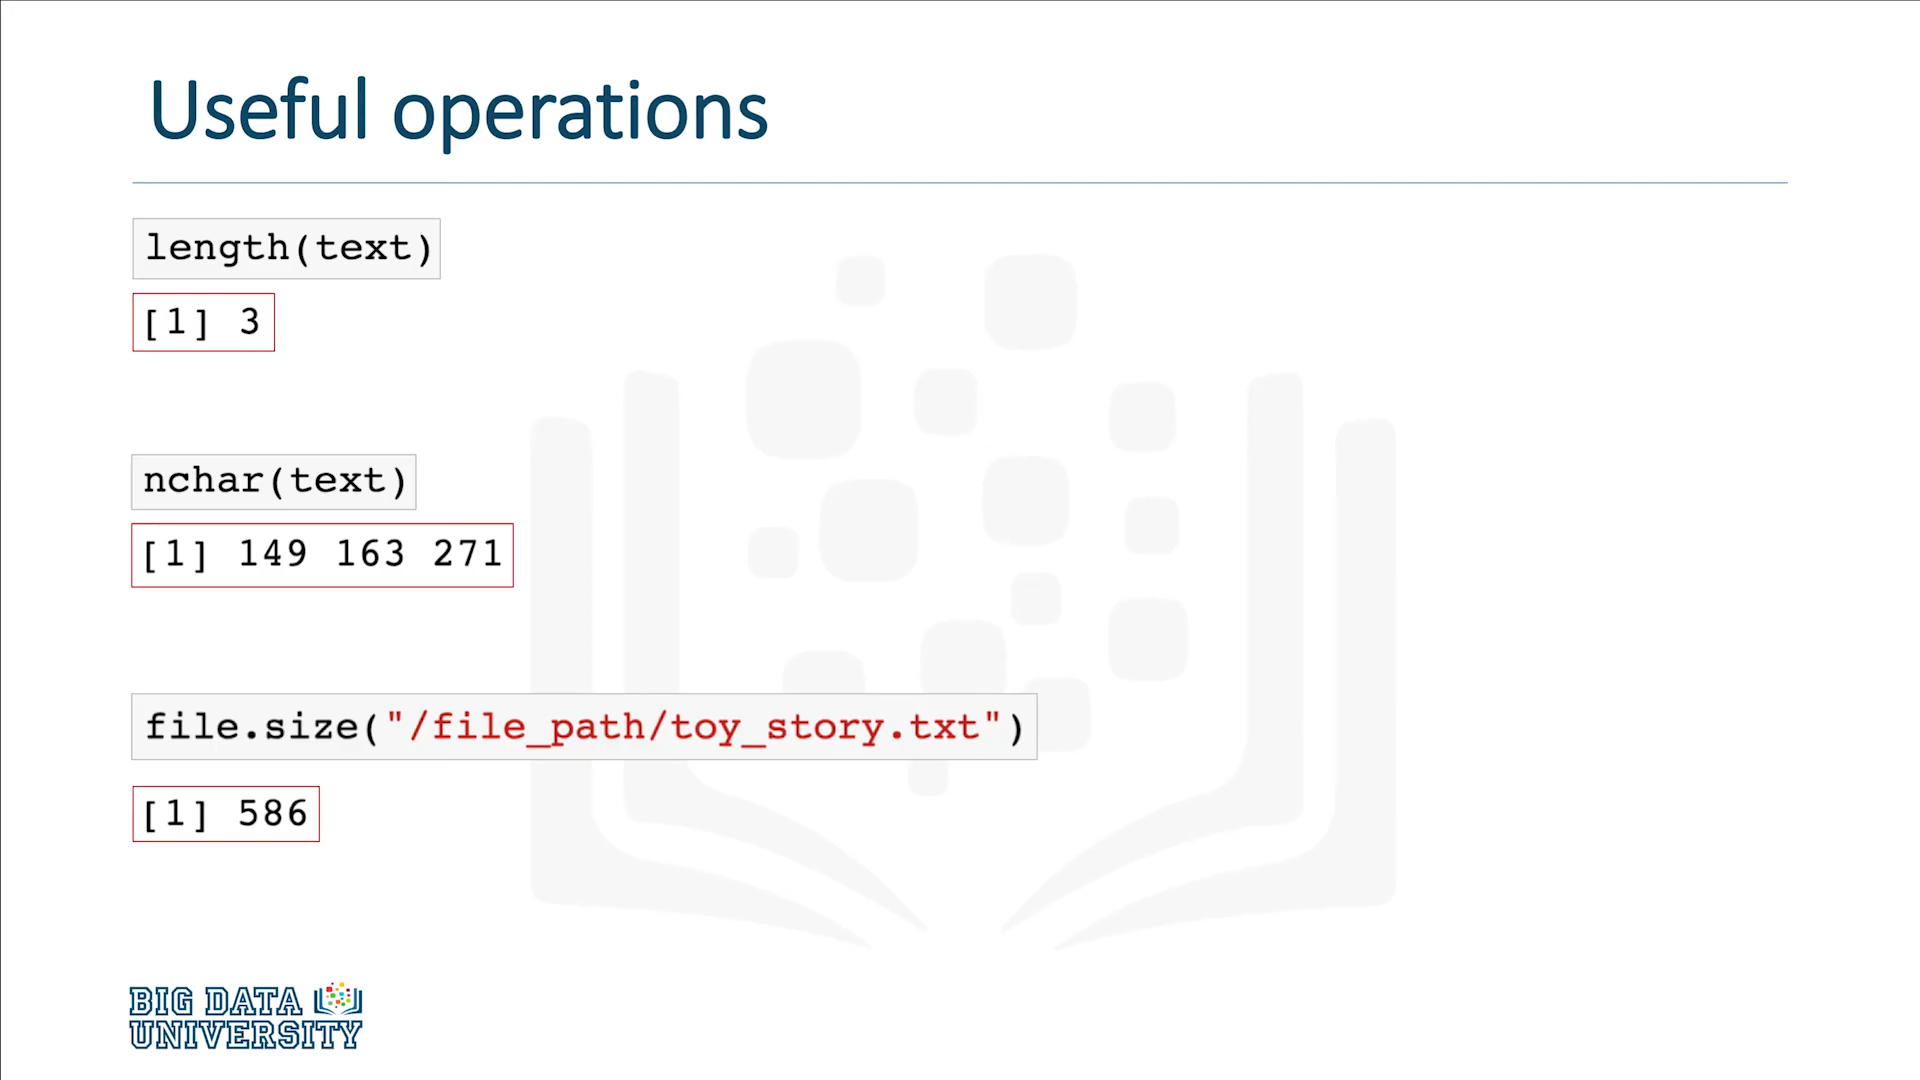 Useful operations
length(text)
[1] 3
nchar(text)
[1] 149 163 271
file.size("/file_path/toy_story.txt")
[1] 586
BIG DATA
UNIVERSITY